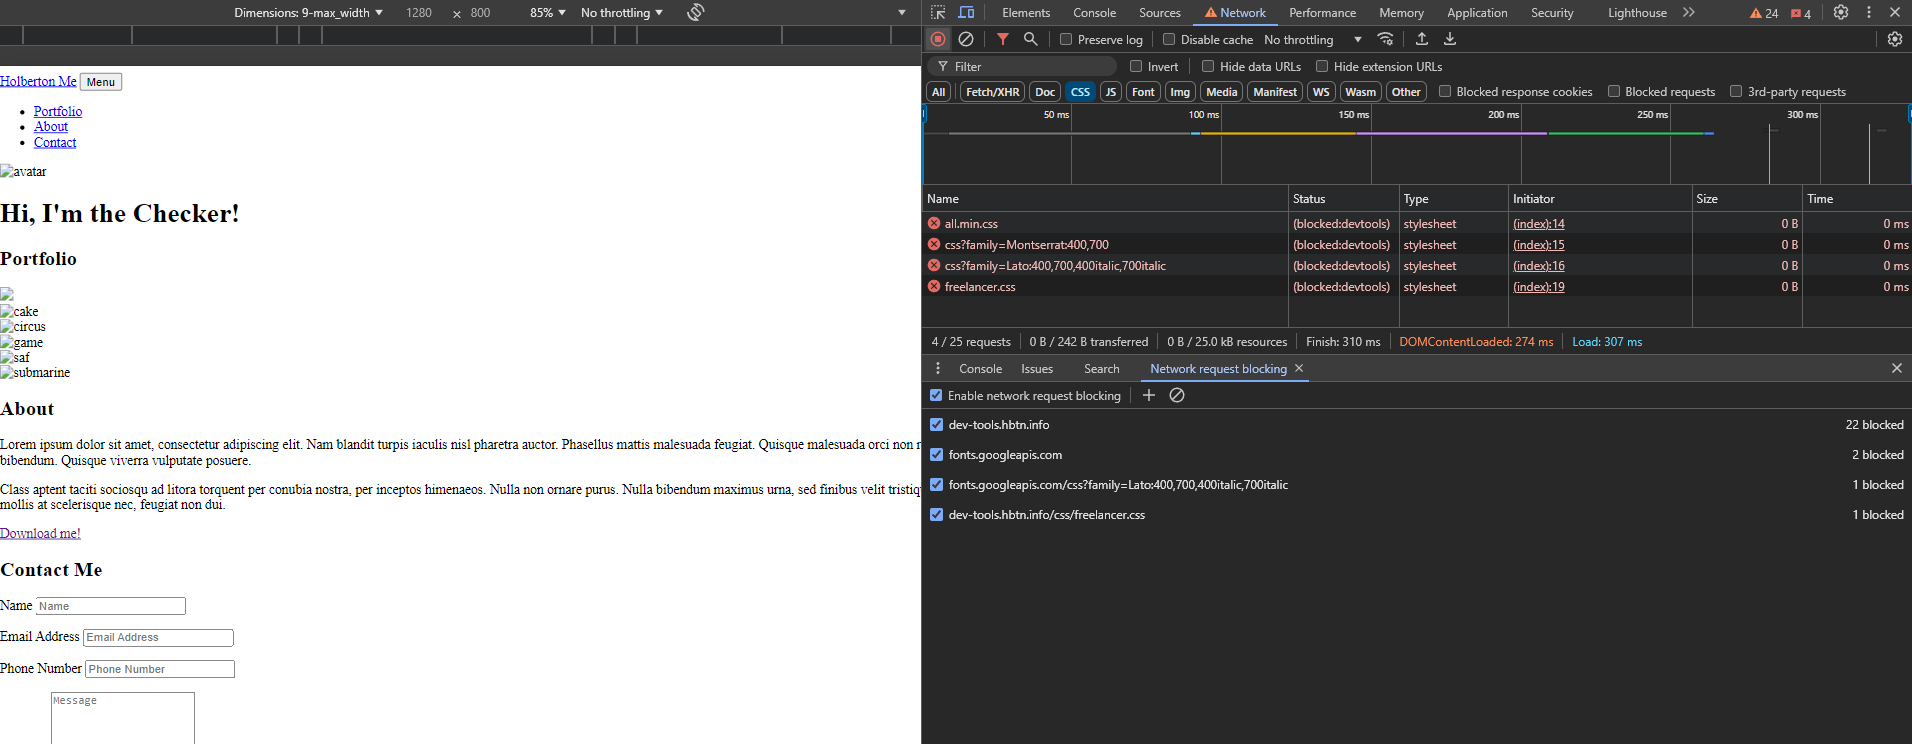 Dimensions: 9-max_width 1280 × 800 85% No throttling
Holberton Me Menu
Portfolio
About
Contact
avatar
Hi, I'm the Checker!
Portfolio
cake
circus
game
saf
submarine
About
Lorem ipsum dolor sit amet, consectetur adipiscing elit. Nam blandit turpis iaculis nisl pharetra auctor. Phasellus mattis malesuada feugiat. Quisque malesuada orci non
bibendum. Quisque viverra vulputate posuere.
Class aptent taciti sociosqu ad litora torquent per conubia nostra, per inceptos himenaeos. Nulla non ornare purus. Nulla bibendum maximus urna, sed finibus velit
mollis at scelerisque nec, feugiat non dui.
Download me!
Contact Me
Name Name
Email Address Email Address
Phone Number Phone Number
Message
Elements Console Sources Network Performance Memory Application Security Lighthouse 24 4
Preserve log Disable cache No throttling
Filter Invert Hide data URLs Hide extension URLs
All Fetch/XHR Doc CSS JS Font Img Media Manifest WS Wasm Other Blocked response cookies Blocked requests 3rd-party requests
50 ms 100 ms 150 ms 200 ms 250 ms 300 ms
Name Status Type Initiator Size Time
all.min.css (blocked:devtools) stylesheet (index):14 0 B 0 ms
css?family=Montserrat:400,700 (blocked:devtools) stylesheet (index):15 0 B 0 ms
css?family=Lato:400,700,400italic,700italic (blocked:devtools) stylesheet (index):16 0 B 0 ms
freelancer.css (blocked:devtools) stylesheet (index):19 0 B 0 ms
4 / 25 requests 0 B / 242 B transferred 0 B / 25.0 kB resources Finish: 310 ms DOMContentLoaded: 274 ms Load: 307 ms
Console Issues Search Network request blocking
Enable network request blocking
dev-tools.hbtn.info 22 blocked
fonts.googleapis.com 2 blocked
fonts.googleapis.com/css?family=Lato:400,700,400italic,700italic 1 blocked
dev-tools.hbtn.info/css/freelancer.css 1 blocked